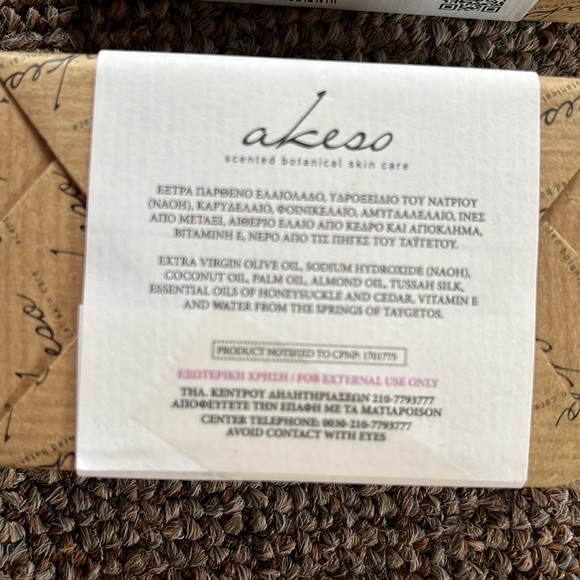 akeso
scented botanical skin care
ΕΞΤΡΑ ΠΑΡΘΕΝΟ ΕΛΑΙΟΛΑΔΟ, ΥΔΡΟΞΕΙΔΙΟ ΤΟΥ ΝΑΤΡΙΟΥ
(NAOH), ΚΑΡΥΔΕΛΑΙΟ, ΦΟΙΝΙΚΕΛΑΙΟ, ΑΜΥΓΔΑΛΕΛΑΙΟ, ΙΝΕΣ
ΑΠΟ ΜΕΤΑΞΙ, ΑΙΘΕΡΙΟ ΕΛΑΙΟ ΑΠΟ ΚΕΔΡΟ ΚΑΙ ΑΓΙΟΚΛΗΜΑ,
ΒΙΤΑΜΙΝΗ Ε, ΝΕΡΟ ΑΠΟ ΤΙΣ ΠΗΓΕΣ ΤΟΥ ΤΑΫΓΕΤΟΥ.
EXTRA VIRGIN OLIVE OIL, SODIUM HYDROXIDE (NAOH),
COCONUT OIL, PALM OIL, ALMOND OIL, TUSSAH SILK,
ESSENTIAL OILS OF HONEYSUCKLE AND CEDAR, VITAMIN E
AND WATER FROM THE SPRINGS OF TAYGETOS.
PRODUCT NOTIFIED TO CPNP: 1701775
ΕΞΩΤΕΡΙΚΗ ΧΡΗΣΗ / FOR EXTERNAL USE ONLY
ΤΗΛ. ΚΕΝΤΡΟΥ ΔΗΛΗΤΗΡΙΑΣΕΩΝ 210-7793777
ΑΠΟΦΕΥΓΕΤΕ ΤΗΝ ΕΠΑΦΗ ΜΕ ΤΑ ΜΑΤΙΑPOISON
CENTER TELEPHONE: 0030-210-7793777
AVOID CONTACT WITH EYES